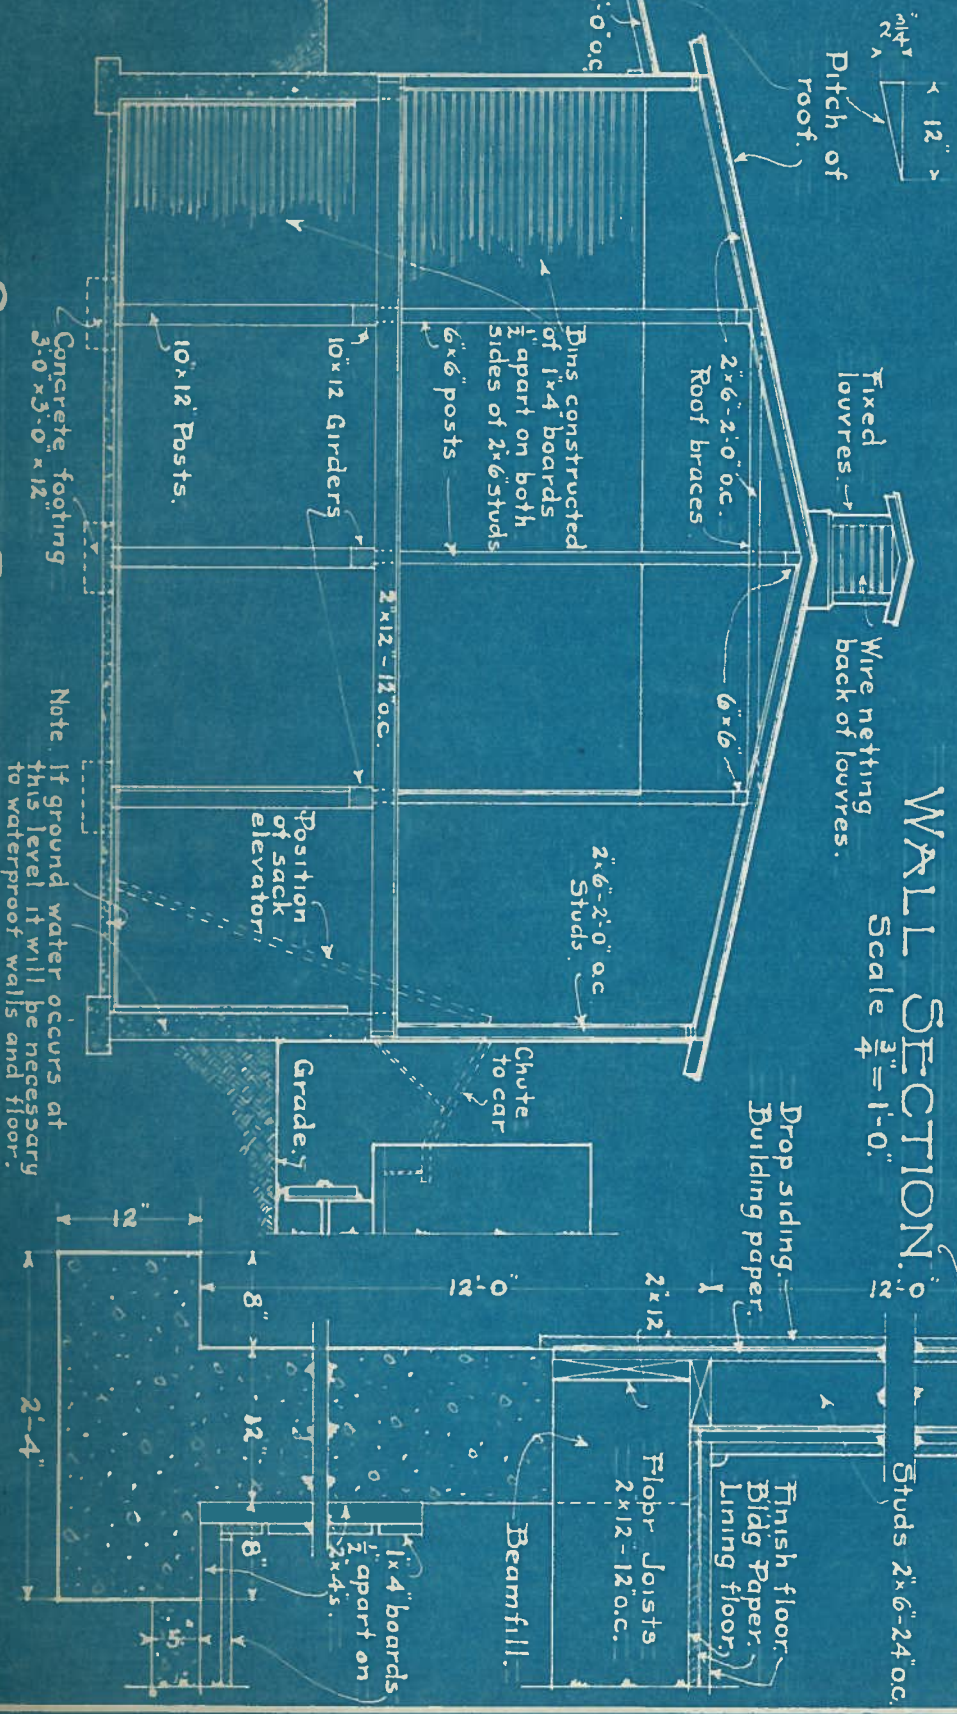 2 3/4"
12"
Pitch of
roof.
-0" o.c.
Fixed
louvres.
Wire netting
back of louvres.
2"x6"-2'-0" o.c.
Roof braces
6"x6"
Bins constructed
of 1"x4" boards
1/2" apart on both
sides of 2"x6" studs
6"x6" posts
2"x6"-2'-0" oc
Studs.
10"x12" Girders
2"x12"-12" o.c.
10"x12" Posts.
Position
of sack
elevator
Chute
to car
Grade.
Concrete footing
3'-0"x3'-0"x12"
Note. If ground water occurs at
this level it will be necessary
to waterproof walls and floor.
WALL SECTION.
Scale 3/4"=1'-0."
Drop siding.
Building paper.
12'-0"
Studs 2"x6"-24" o.c.
Finish floor.
Bldg Paper.
Lining floor.
2"x12"
12'-0"
Floor Joists
2"x12"-12" o.c.
Beamfill.
1"x4" boards
1/2" apart on
2"x4"s.
12"
8"
12"
8"
5"
2'-4"